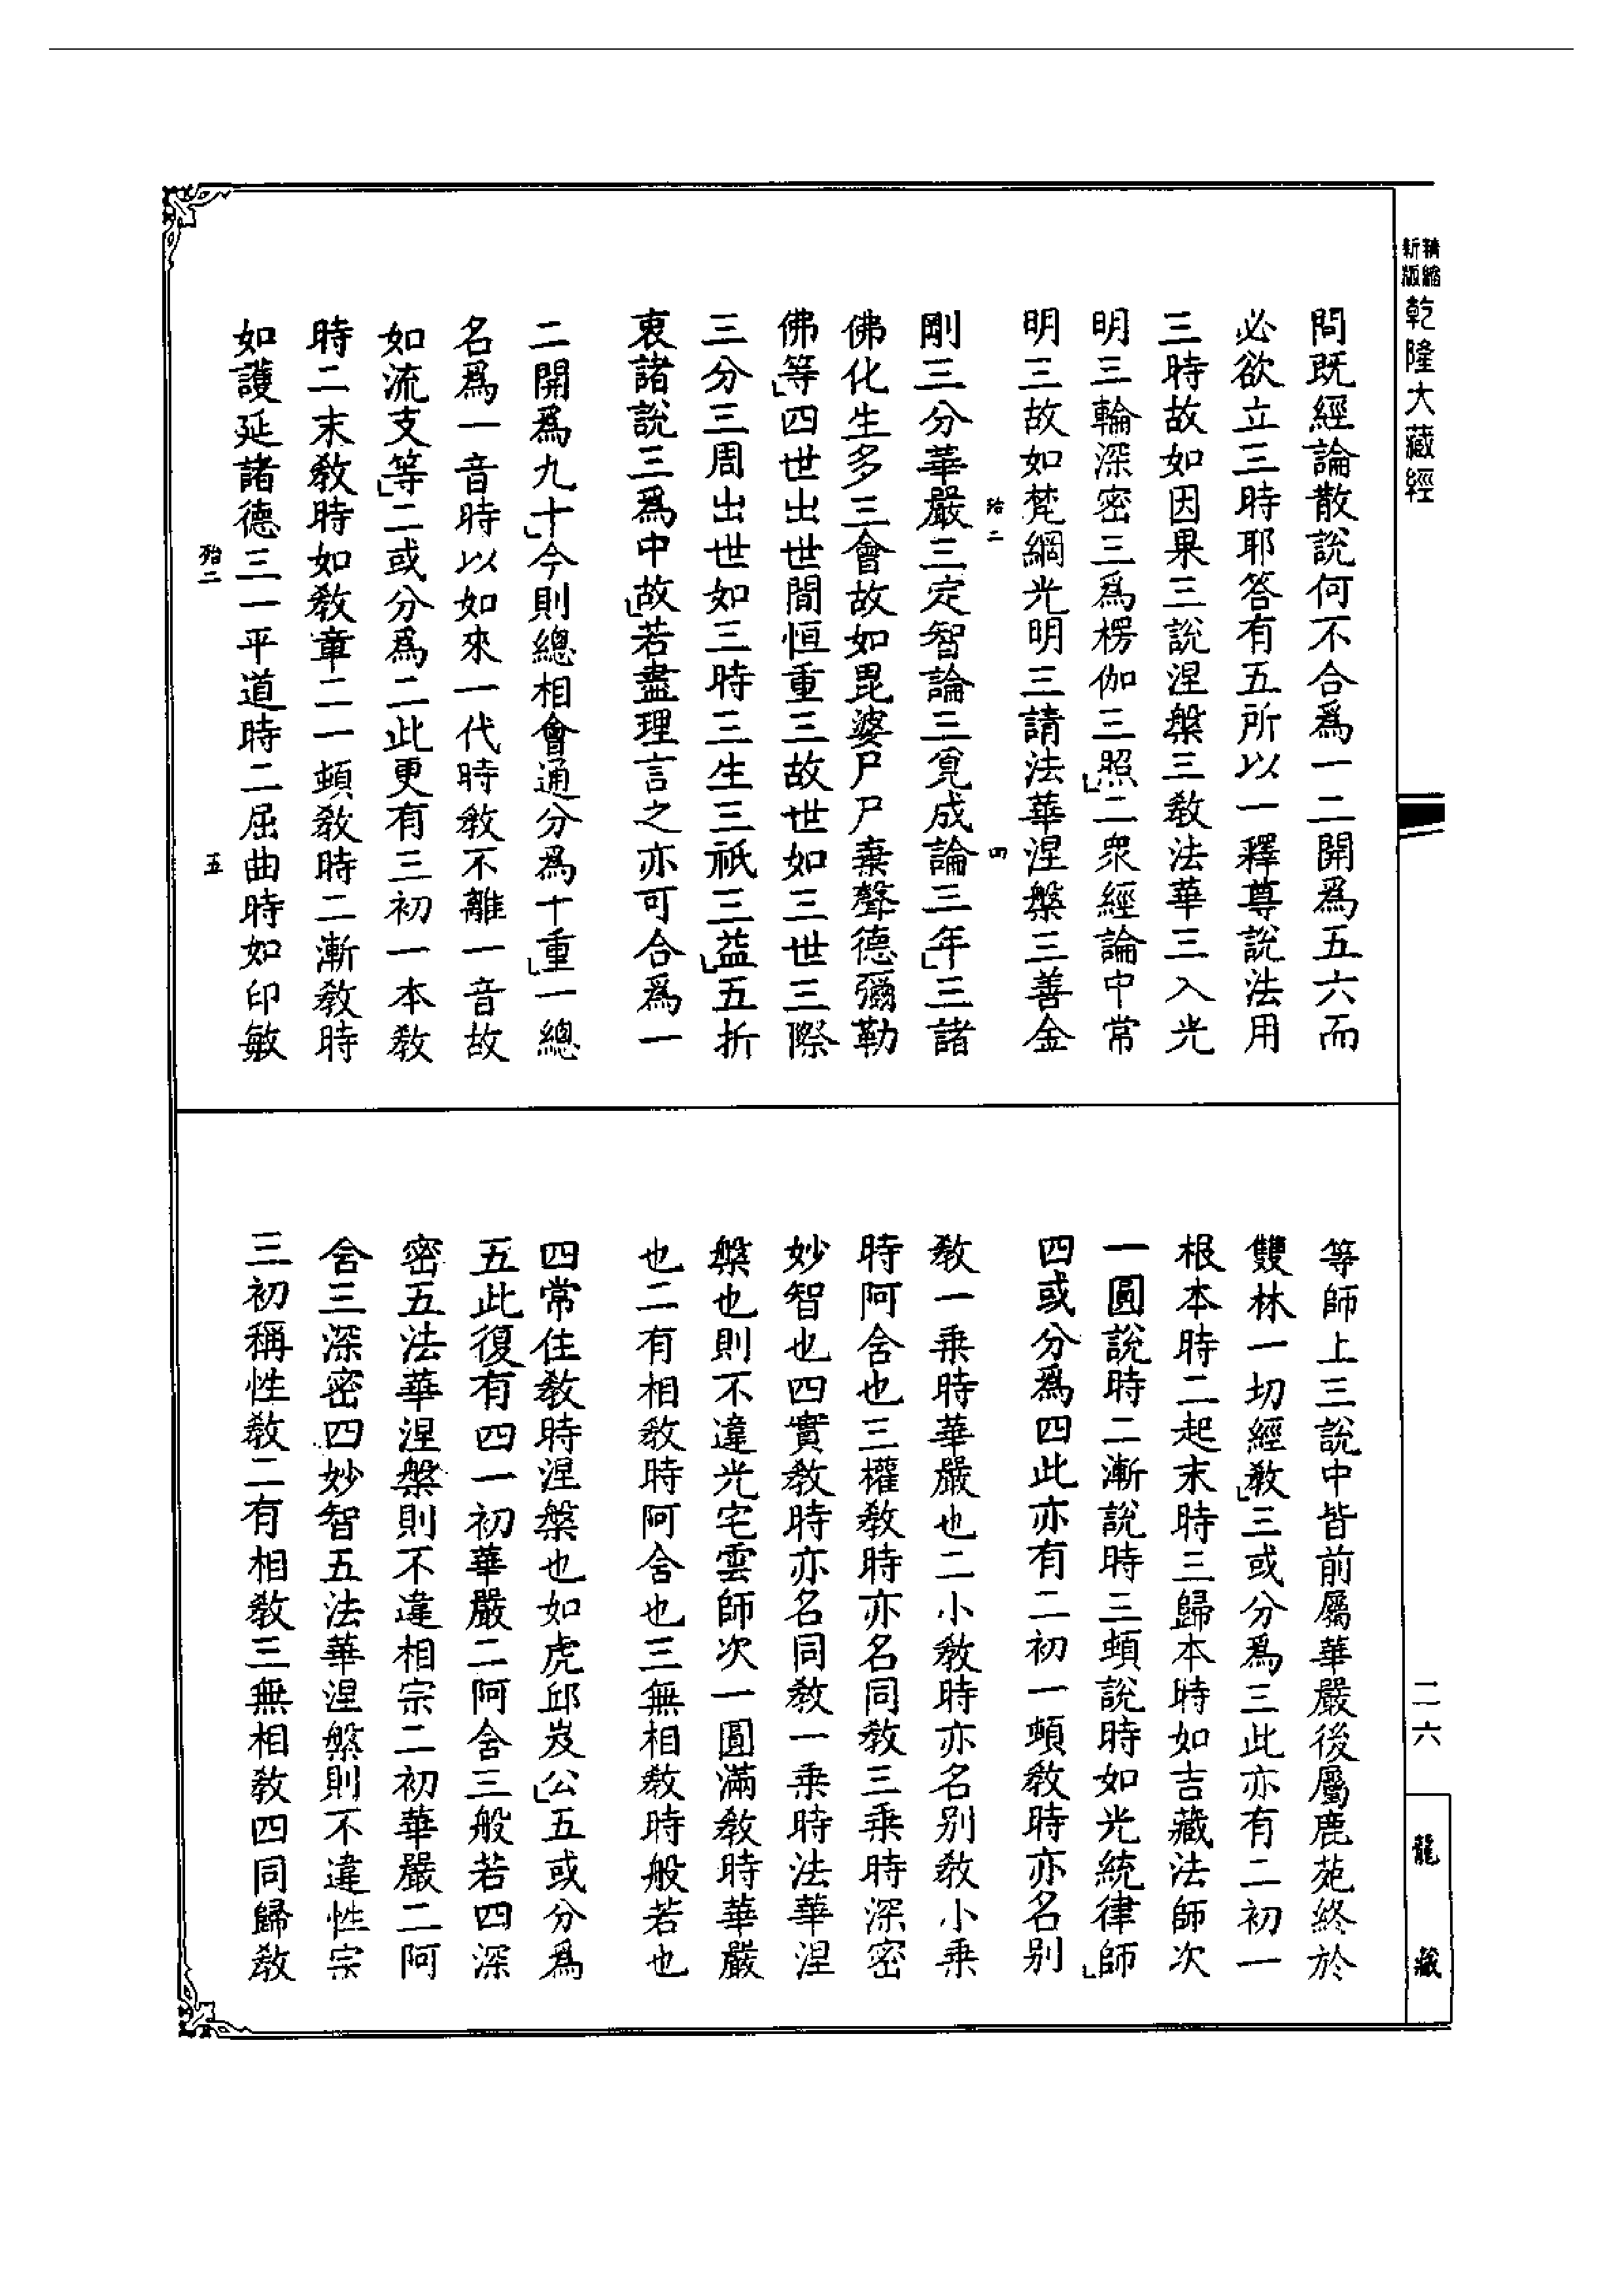 精縮
新版
乾隆大藏經
問既經論散說何不合爲一二開爲五六而
必欲立三時耶答有五所以一釋尊說法用
三時故如因果三說涅槃三教法華三入光
明三輪深密三爲楞伽三照二衆經論中常
明三故如梵網光明三請法華涅槃三善金
殆二
四
剛三分華嚴三定智論三寬成論三年三諸
佛化生多三會故如毘婆尸尸棄聲德彌勒
佛等四世出世間恒重三故世如三世三際
三分三周出世如三時三生三祇三益五折
衷諸說三爲中故若盡理言之亦可合爲一
二開爲九十今則總相會通分爲十重一總
名爲一音時以如來一代時教不離一音故
如流支等二或分爲二此更有三初一本教
時二末教時如教章二一頓教時二漸教時
如護延諸德三一平道時二屈曲時如印敏
殆二
五
等師上三說中皆前屬華嚴後屬鹿苑終於
雙林一切經教三或分爲三此亦有二初一
根本時二起末時三歸本時如吉藏法師次
一圓說時二漸說時三頓說時如光統律師
四或分爲四此亦有二初一頓教時亦名別
教一乗時華嚴也二小教時亦名別教小乗
時阿含也三權教時亦名同教三乗時深密
妙智也四實教時亦名同教一乗時法華涅
槃也則不違光宅雲師次一圓滿教時華嚴
也二有相教時阿含也三無相教時般若也
四常住教時涅槃也如虎邱岌公五或分爲
五此復有四一初華嚴二阿含三般若四深
密五法華涅槃則不違相宗二初華嚴二阿
含三深密四妙智五法華涅槃則不違性宗
三初稱性教二有相教三無相教四同歸教
二六
龍藏